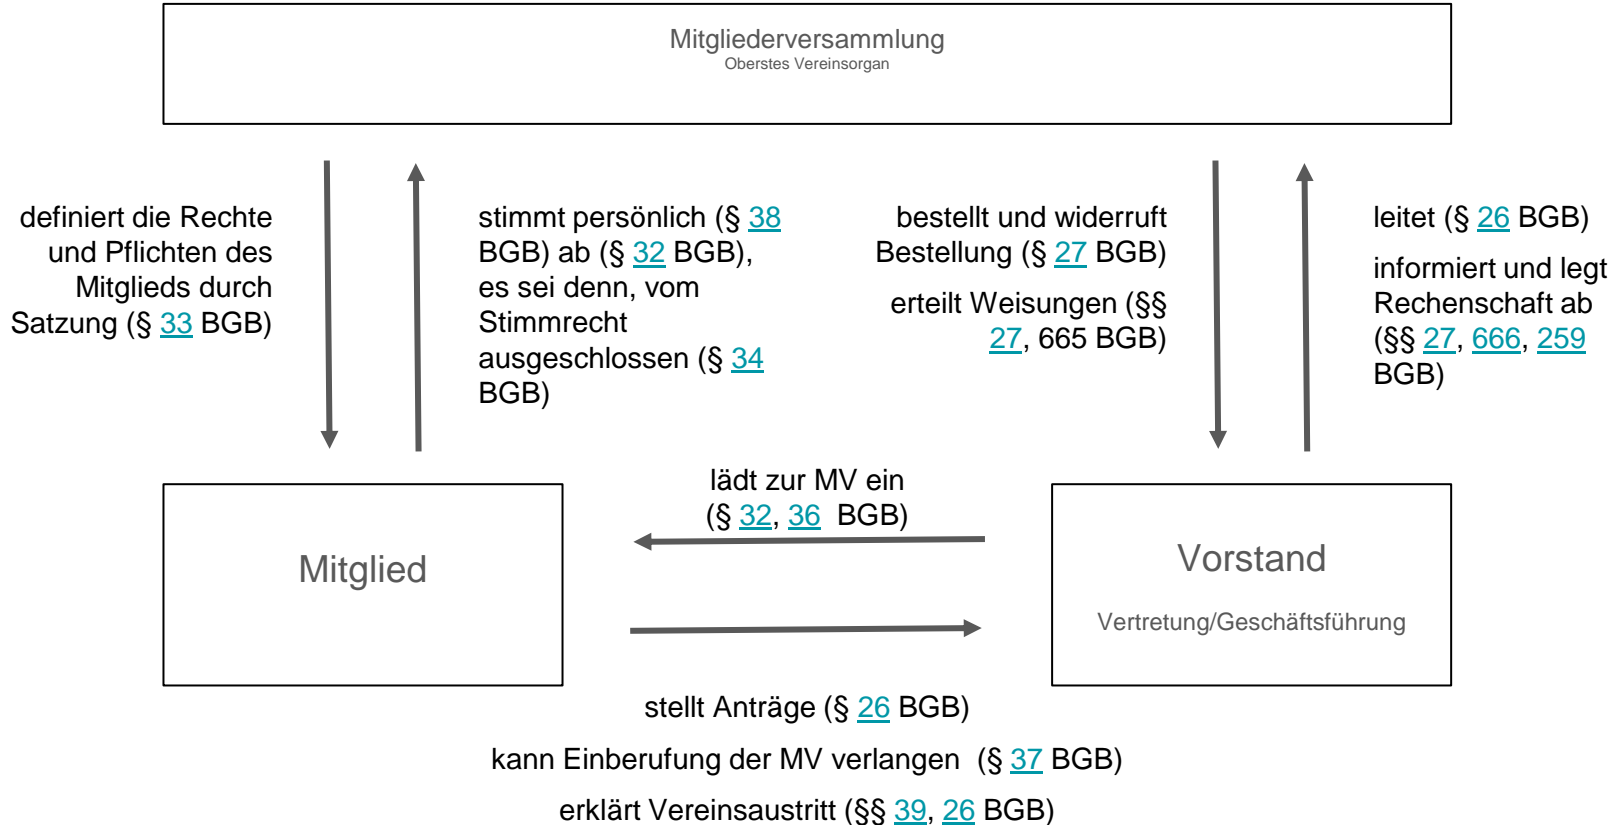 Mitgliederversammlung
Oberstes Vereinsorgan
definiert die Rechte
und Pflichten des
Mitglieds durch
Satzung (§ 33 BGB)
stimmt persönlich (§ 38
BGB) ab (§ 32 BGB),
es sei denn, vom
Stimmrecht
ausgeschlossen (§ 34
BGB)
bestellt und widerruft
Bestellung (§ 27 BGB)
erteilt Weisungen (§§
27, 665 BGB)
leitet (§ 26 BGB)
informiert und legt
Rechenschaft ab
(§§ 27, 666, 259
BGB)
lädt zur MV ein
(§ 32, 36  BGB)
Mitglied
Vorstand
Vertretung/Geschäftsführung
stellt Anträge (§ 26 BGB)
kann Einberufung der MV verlangen  (§ 37 BGB)
erklärt Vereinsaustritt (§§ 39, 26 BGB)